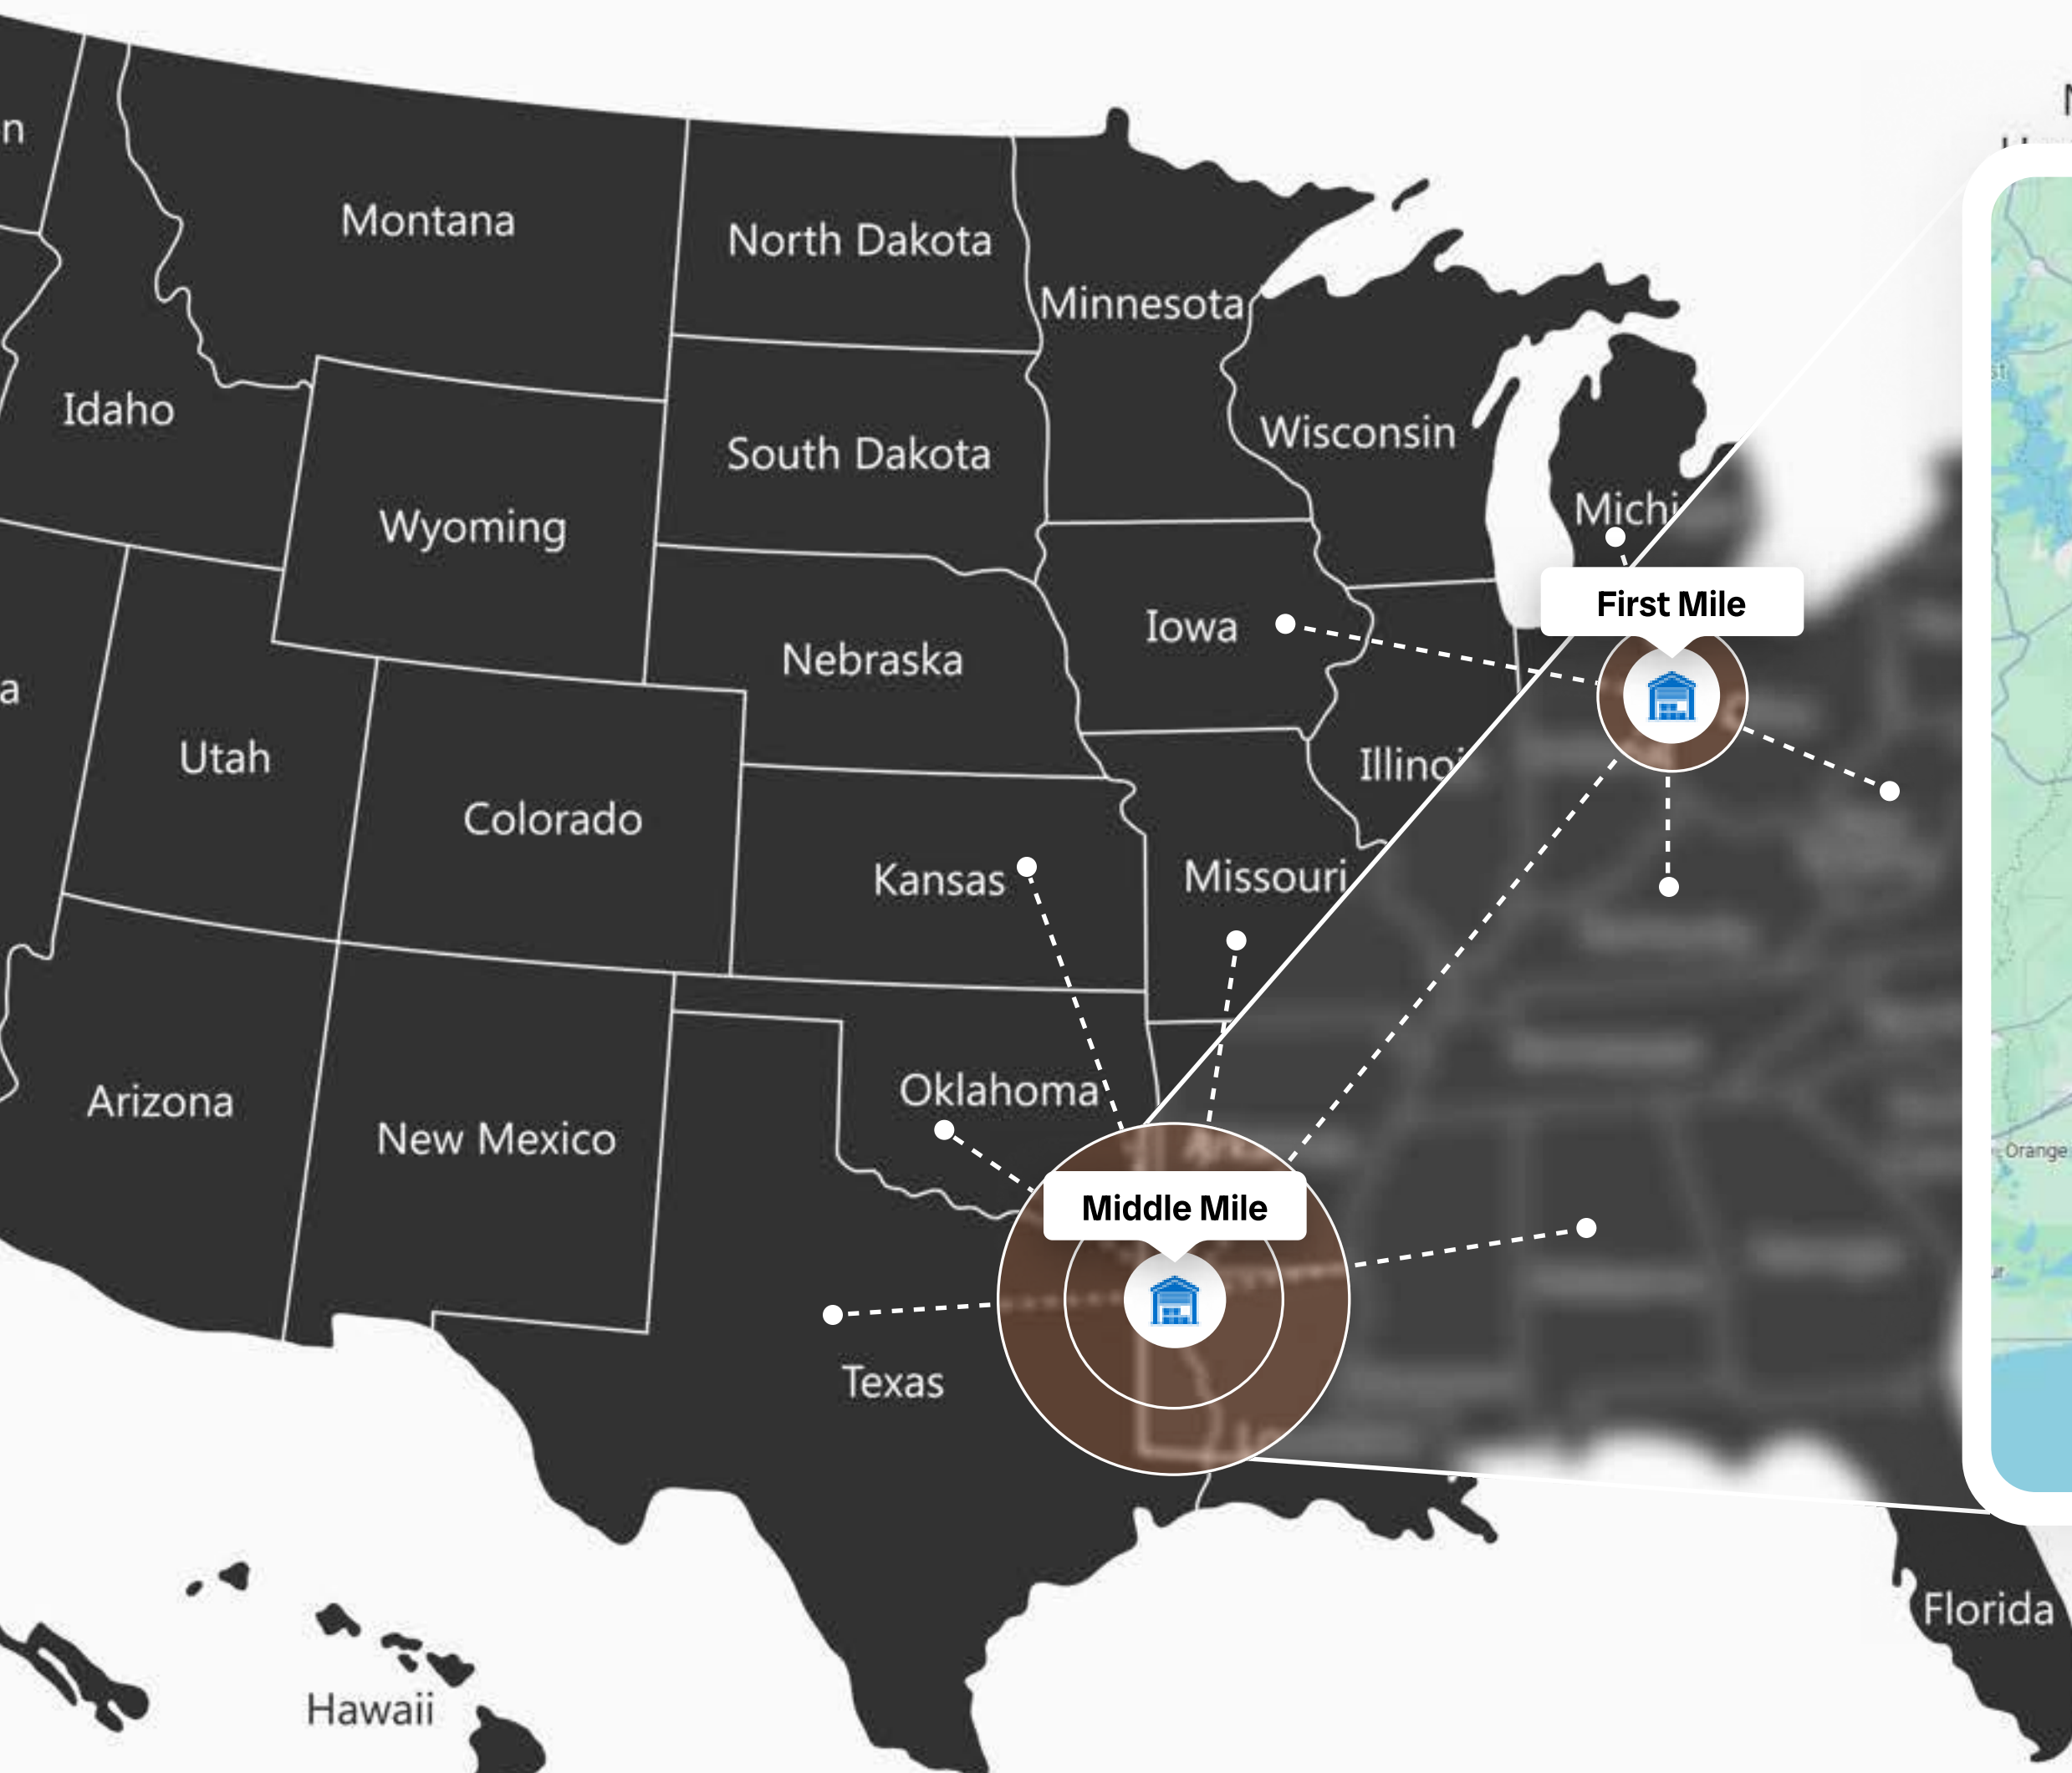 n
Montana
North Dakota
Minnesota
Idaho
Wisconsin
South Dakota
Michi
Wyoming
First Mile
Iowa
Nebraska
a
Utah
Illinoi
Colorado
Kansas
Missouri
Oklahoma
Arizona
New Mexico
Orange
Middle Mile
Texas
Florida
Hawaii